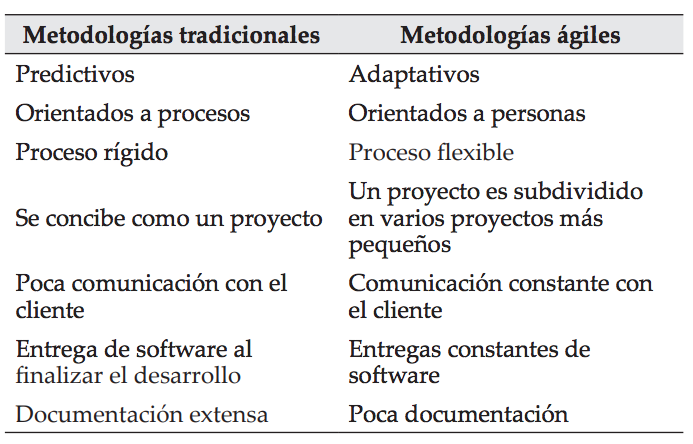 Metodologías tradicionales Metodologías ágiles
Predictivos Adaptativos
Orientados a procesos Orientados a personas
Proceso rígido Proceso flexible
Se concibe como un proyecto
Un proyecto es subdividido
en varios proyectos más
pequeños
Poca comunicación con el
cliente
Comunicación constante con
el cliente
Entrega de software al
finalizar el desarrollo
Entregas constantes de
software
Documentación extensa Poca documentación